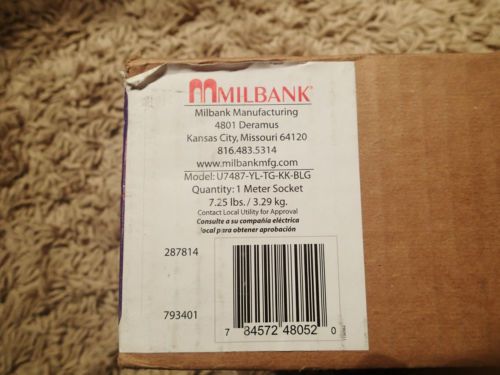 MILBANK®
Milbank Manufacturing
4801 Deramus
Kansas City, Missouri 64120
816.483.5314
www.milbankmfg.com
Model: U7487-YL-TG-KK-BLG
Quantity: 1 Meter Socket
7.25 lbs. / 3.29 kg.
Contact Local Utility for Approval
Consulte a su compañía eléctrica
local para obtener aprobación
287814
793401
7 84572 48052 0